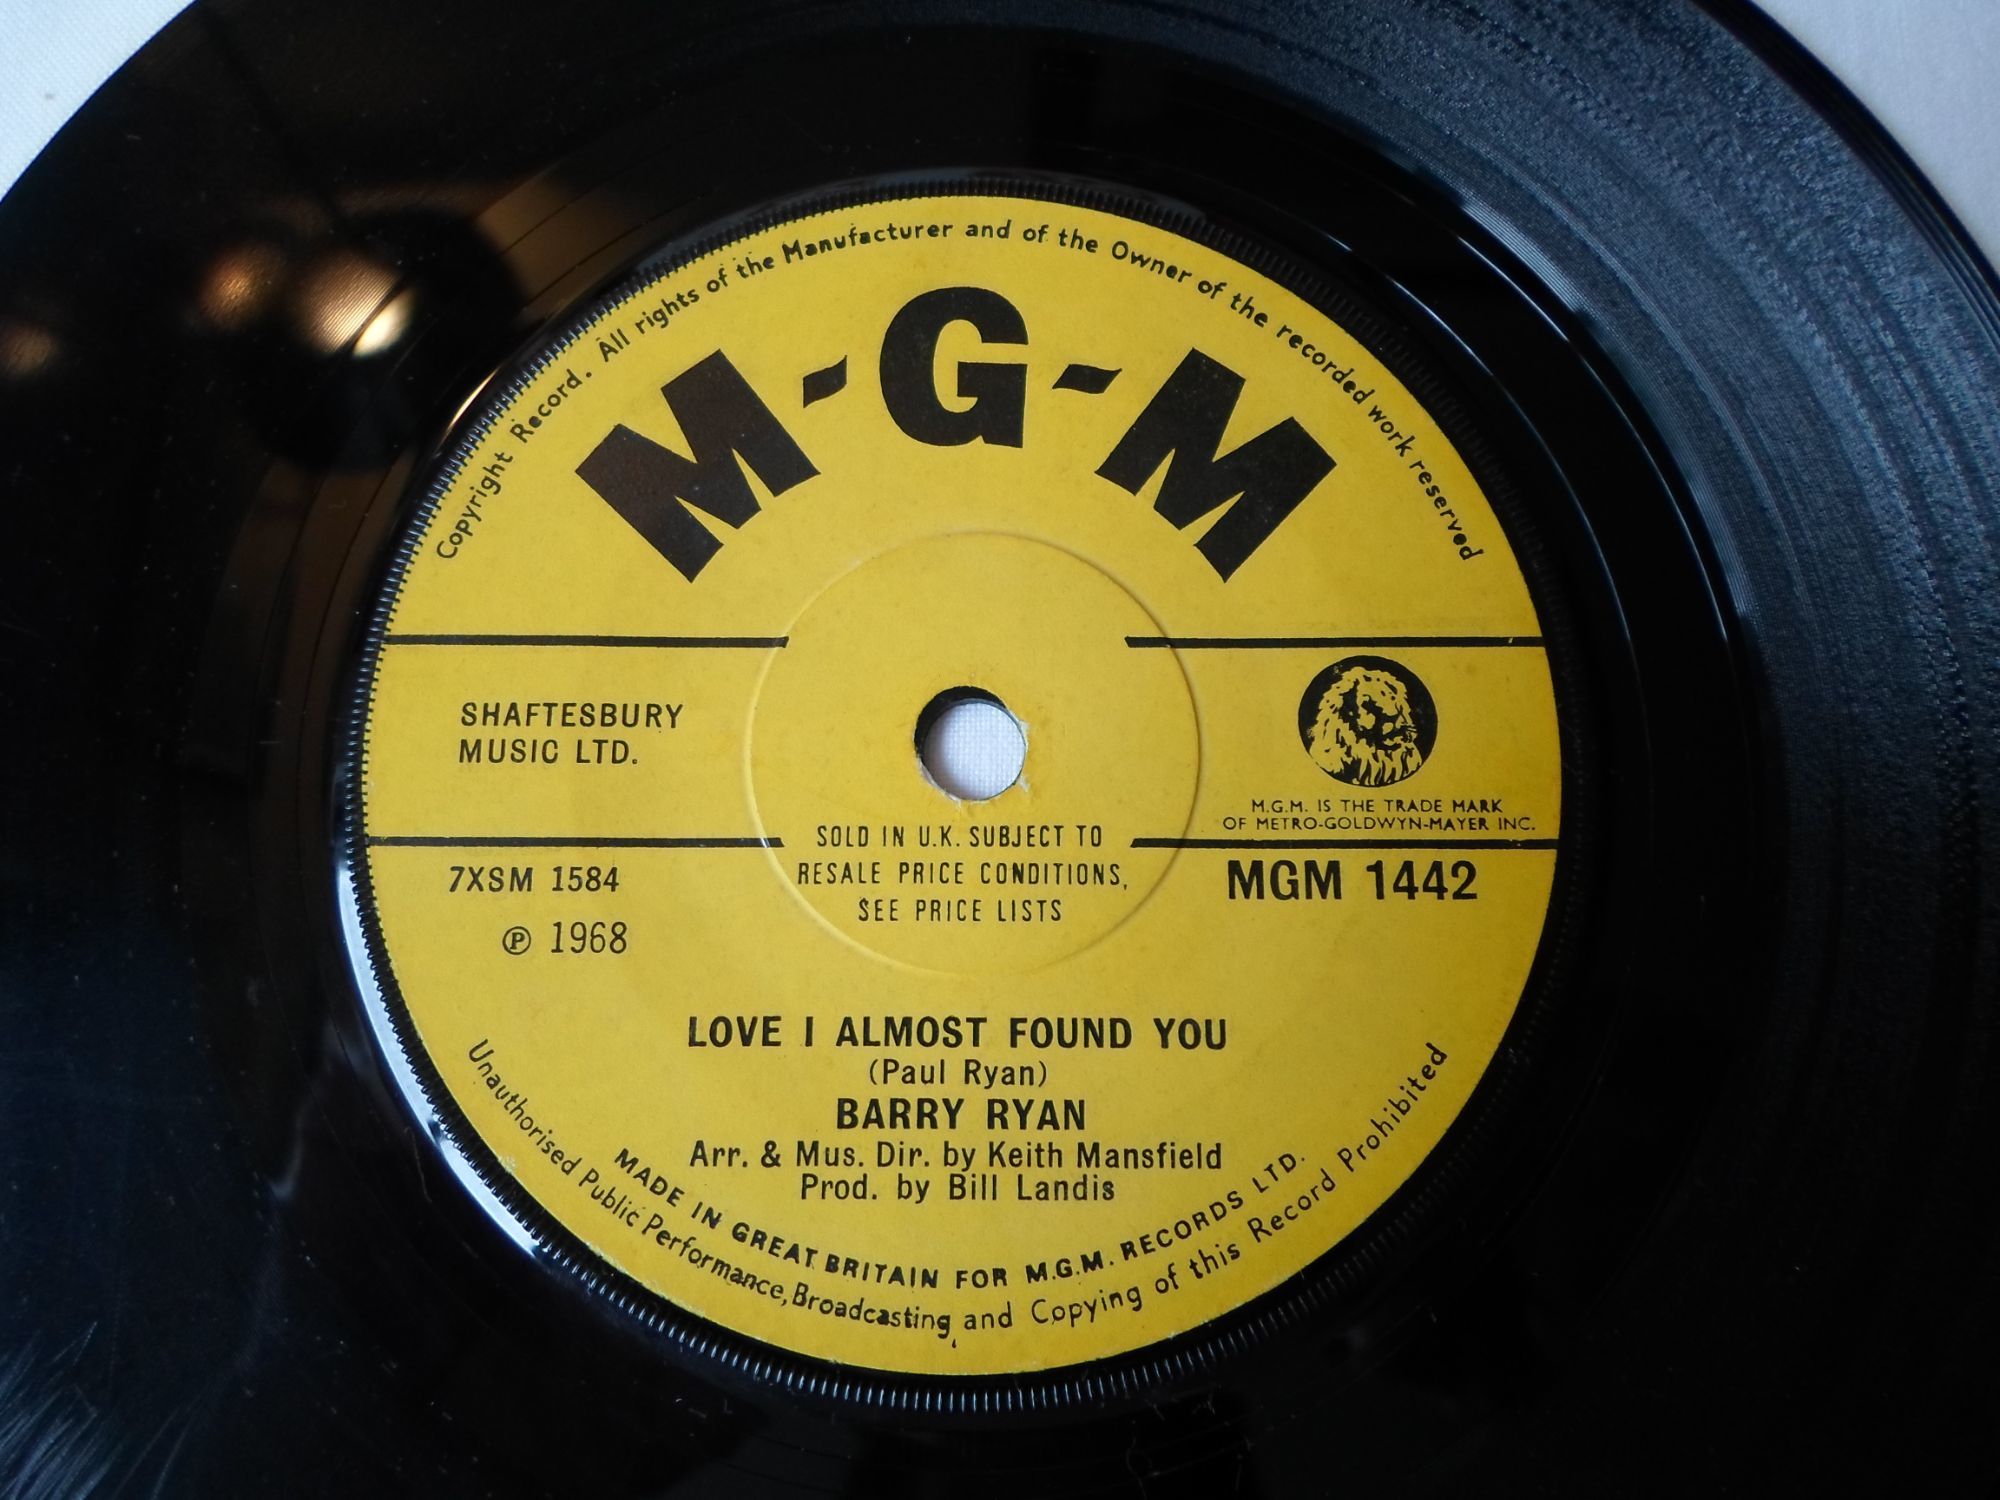 Copyright Record. All rights of the Manufacturer and of the Owner of the recorded work reserved
M-G-M
SHAFTESBURY
MUSIC LTD.
M.G.M. IS THE TRADE MARK
OF METRO-GOLDWYN-MAYER INC.
SOLD IN U.K. SUBJECT TO
RESALE PRICE CONDITIONS,
SEE PRICE LISTS
7XSM 1584
℗ 1968
MGM 1442
LOVE I ALMOST FOUND YOU
(Paul Ryan)
BARRY RYAN
Arr. & Mus. Dir. by Keith Mansfield
Prod. by Bill Landis
MADE IN GREAT BRITAIN FOR M.G.M. RECORDS LTD.
Unauthorised Public Performance, Broadcasting and Copying of this Record Prohibited